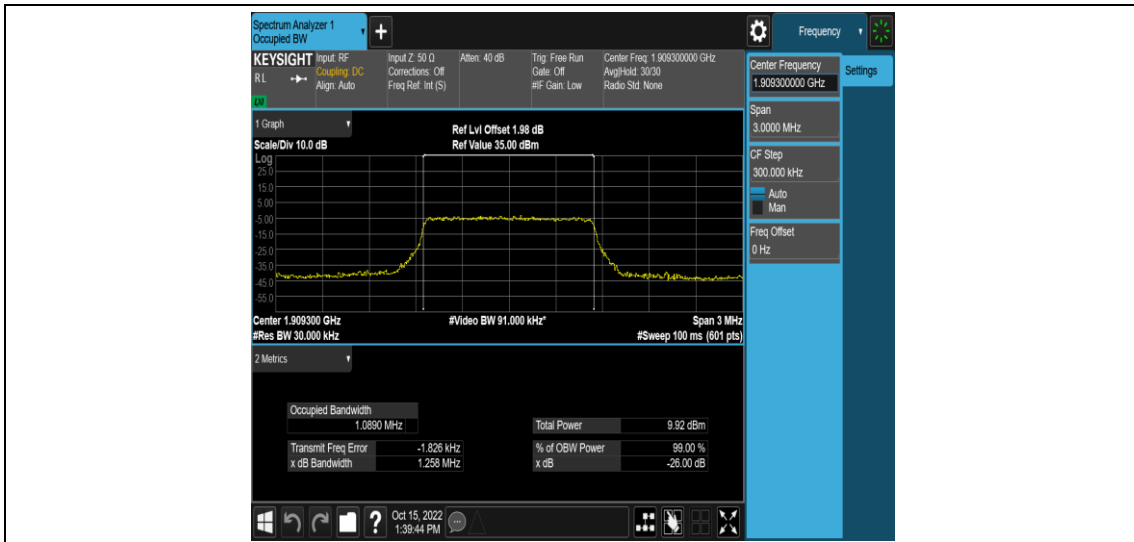 Spectrum Analyzer 1
Occupied BW
+
Frequency
KEYSIGHT
RL
LXI
Input: RF
Coupling: DC
Align: Auto
Input Z: 50 Ω
Corrections: Off
Freq Ref: Int (S)
Atten: 40 dB
Trig: Free Run
Gate: Off
#IF Gain: Low
Center Freq: 1.909300000 GHz
Avg|Hold: 30/30
Radio Std: None
Center Frequency
1.909300000 GHz
Settings
Span
3.0000 MHz
CF Step
300.000 kHz
Auto
Man
Freq Offset
0 Hz
1 Graph
Ref Lvl Offset 1.98 dB
Scale/Div 10.0 dB
Ref Value 35.00 dBm
Log
25.0
15.0
5.00
-5.00
-15.0
-25.0
-35.0
-45.0
-55.0
Center 1.909300 GHz
#Video BW 91.000 kHz*
Span 3 MHz
#Res BW 30.000 kHz
#Sweep 100 ms (601 pts)
2 Metrics
Occupied Bandwidth
1.0890 MHz
Total Power 9.92 dBm
Transmit Freq Error -1.826 kHz
% of OBW Power 99.00 %
x dB Bandwidth 1.258 MHz
x dB -26.00 dB
?
Oct 15, 2022
1:39:44 PM